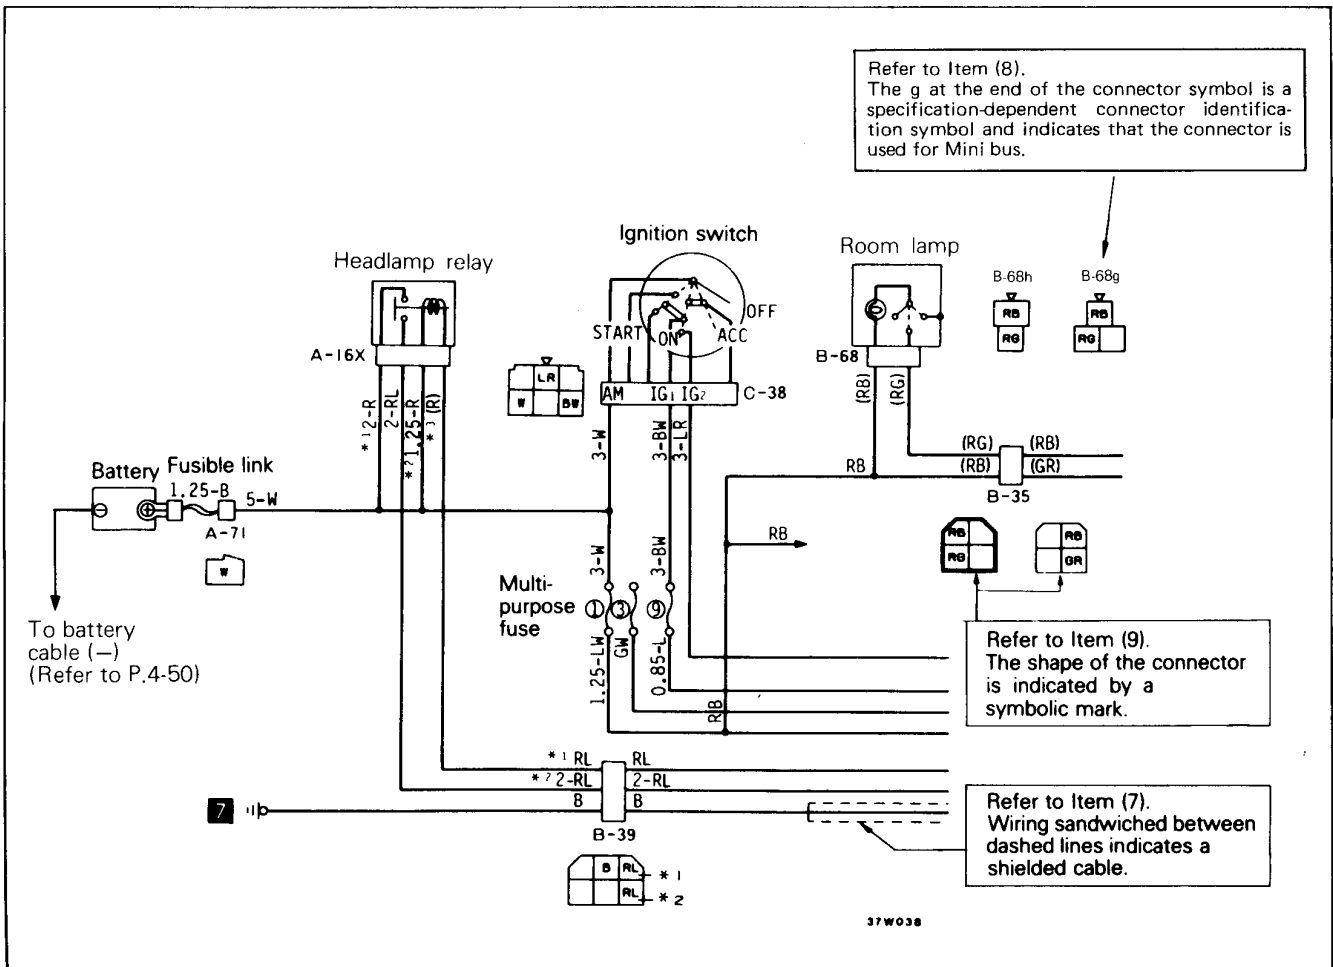 Refer to Item (8).
The g at the end of the connector symbol is a
specification-dependent connector identifica-
tion symbol and indicates that the connector is
used for Mini bus.
Ignition switch
Headlamp relay
Room lamp
B-68h
B-68g
RB
RG
RB
RG
OFF
START
ON
ACC
A-16X
B-68
LR
W
BW
AM
IG1
IG2
C-38
*1 2-R
2-RL
*2 1.25-R
*3 (R)
3-W
3-BW
3-LR
(RB)
(RG)
(RG)
(RB)
RB
(RB)
(GR)
B-35
Battery
Fusible link
1.25-B
5-W
A-71
W
RB
RB
RG
RB
GR
3-W
3-BW
Multi-
purpose
fuse
1
3
9
1.25-LW
GW
0.85-L
RB
To battery
cable (–)
(Refer to P.4-50)
Refer to Item (9).
The shape of the connector
is indicated by a
symbolic mark.
*1 RL
RL
*2 2-RL
2-RL
7
B
B
B-39
Refer to Item (7).
Wiring sandwiched between
dashed lines indicates a
shielded cable.
B
RL
*1
RL
*2
37W038